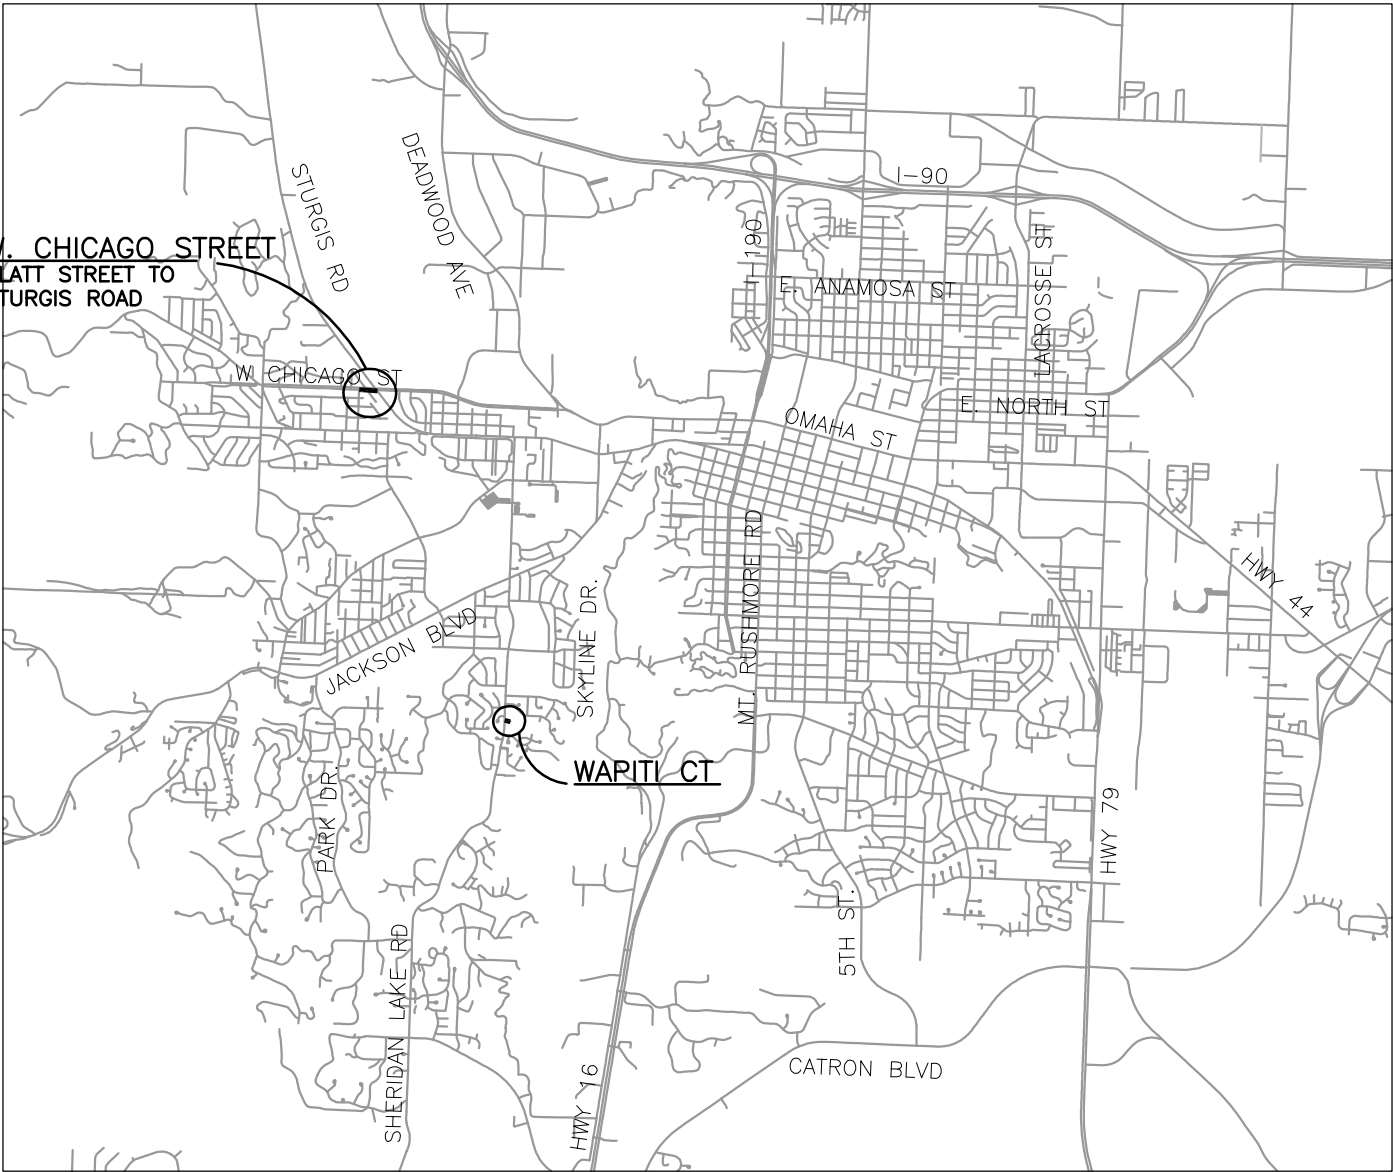 I-90
DEADWOOD AVE
STURGIS RD
I-190
LACROSSE ST
. CHICAGO STREET
LATT STREET TO
TURGIS ROAD
E. ANAMOSA ST
W CHICAGO ST
E. NORTH ST
OMAHA ST
MT. RUSHMORE RD
HWY 44
SKYLINE DR.
JACKSON BLVD
WAPITI CT
PARK DR.
HWY 79
5TH ST.
SHERIDAN LAKE RD
HWY 16
CATRON BLVD